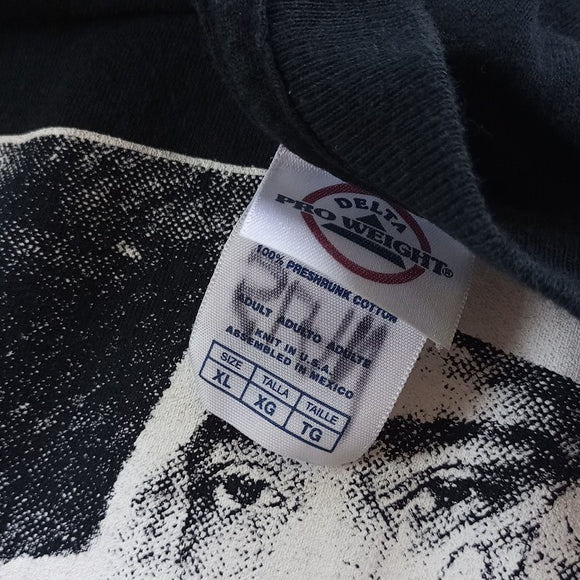 DELTA
PRO WEIGHT®
100% PRESHRUNK COTTON
ADULT ADULTO ADULTE
KNIT IN U.S.A.
ASSEMBLED IN MEXICO
SIZE TALLA TAILLE
XL XG TG